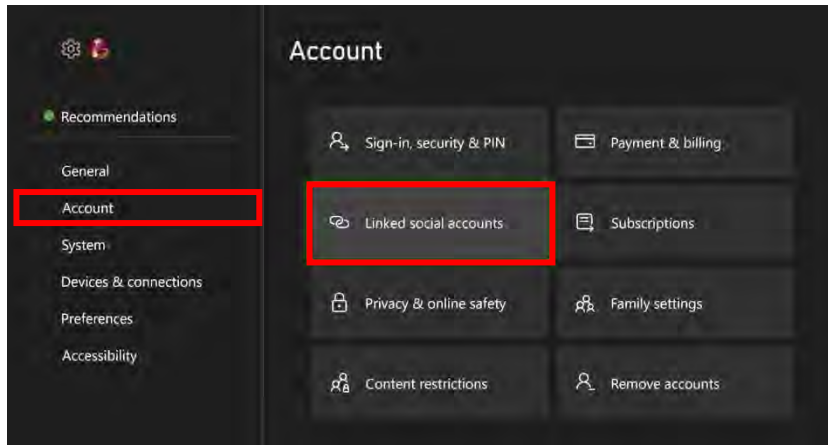 Account
Recommendations
General
Account
System
Devices & connections
Preferences
Accessibility
Sign-in, security & PIN
Payment & billing
Linked social accounts
Subscriptions
Privacy & online safety
Family settings
Content restrictions
Remove accounts